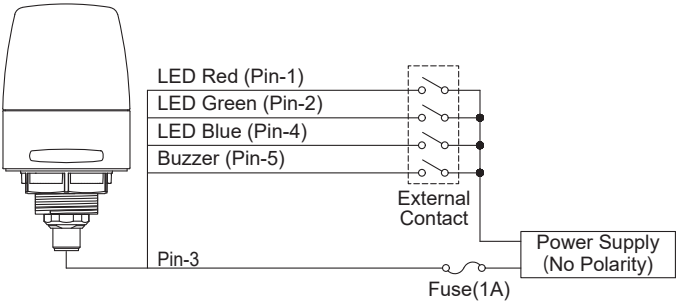 LED Red (Pin-1)
LED Green (Pin-2)
LED Blue (Pin-4)
Buzzer (Pin-5)
External
Contact
Power Supply
(No Polarity)
Pin-3
Fuse(1A)